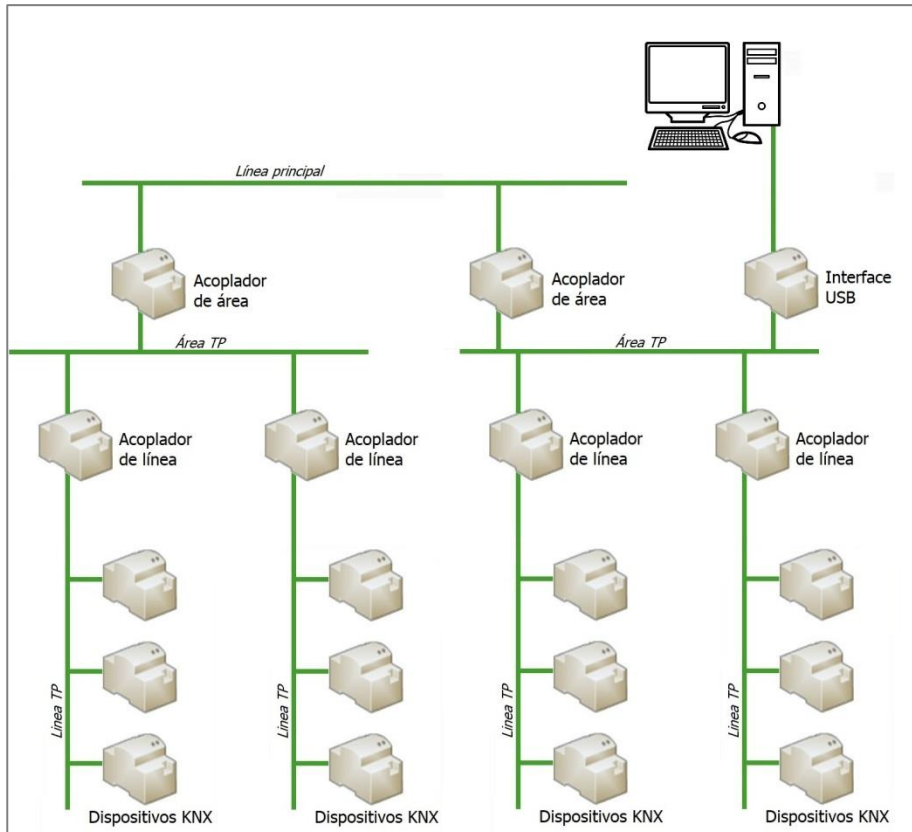 Línea principal
Acoplador
de área
Acoplador
de área
Interface
USB
Área TP
Área TP
Acoplador
de línea
Acoplador
de línea
Acoplador
de línea
Acoplador
de línea
Línea TP
Línea TP
Línea TP
Línea TP
Dispositivos KNX
Dispositivos KNX
Dispositivos KNX
Dispositivos KNX